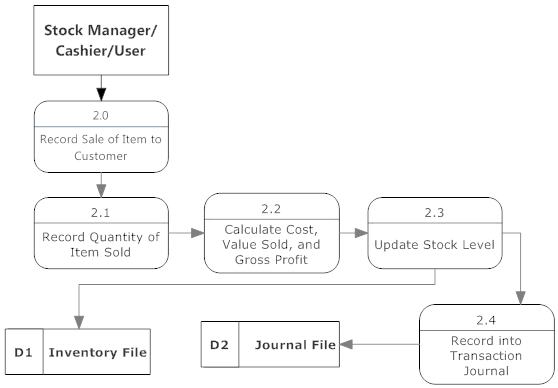 Stock Manager/
Cashier/User
2.0
Record Sale of Item to
Customer
2.1
Record Quantity of
Item Sold
2.2
Calculate Cost,
Value Sold, and
Gross Profit
2.3
Update Stock Level
2.4
Record into
Transaction
Journal
D1 Inventory File
D2 Journal File